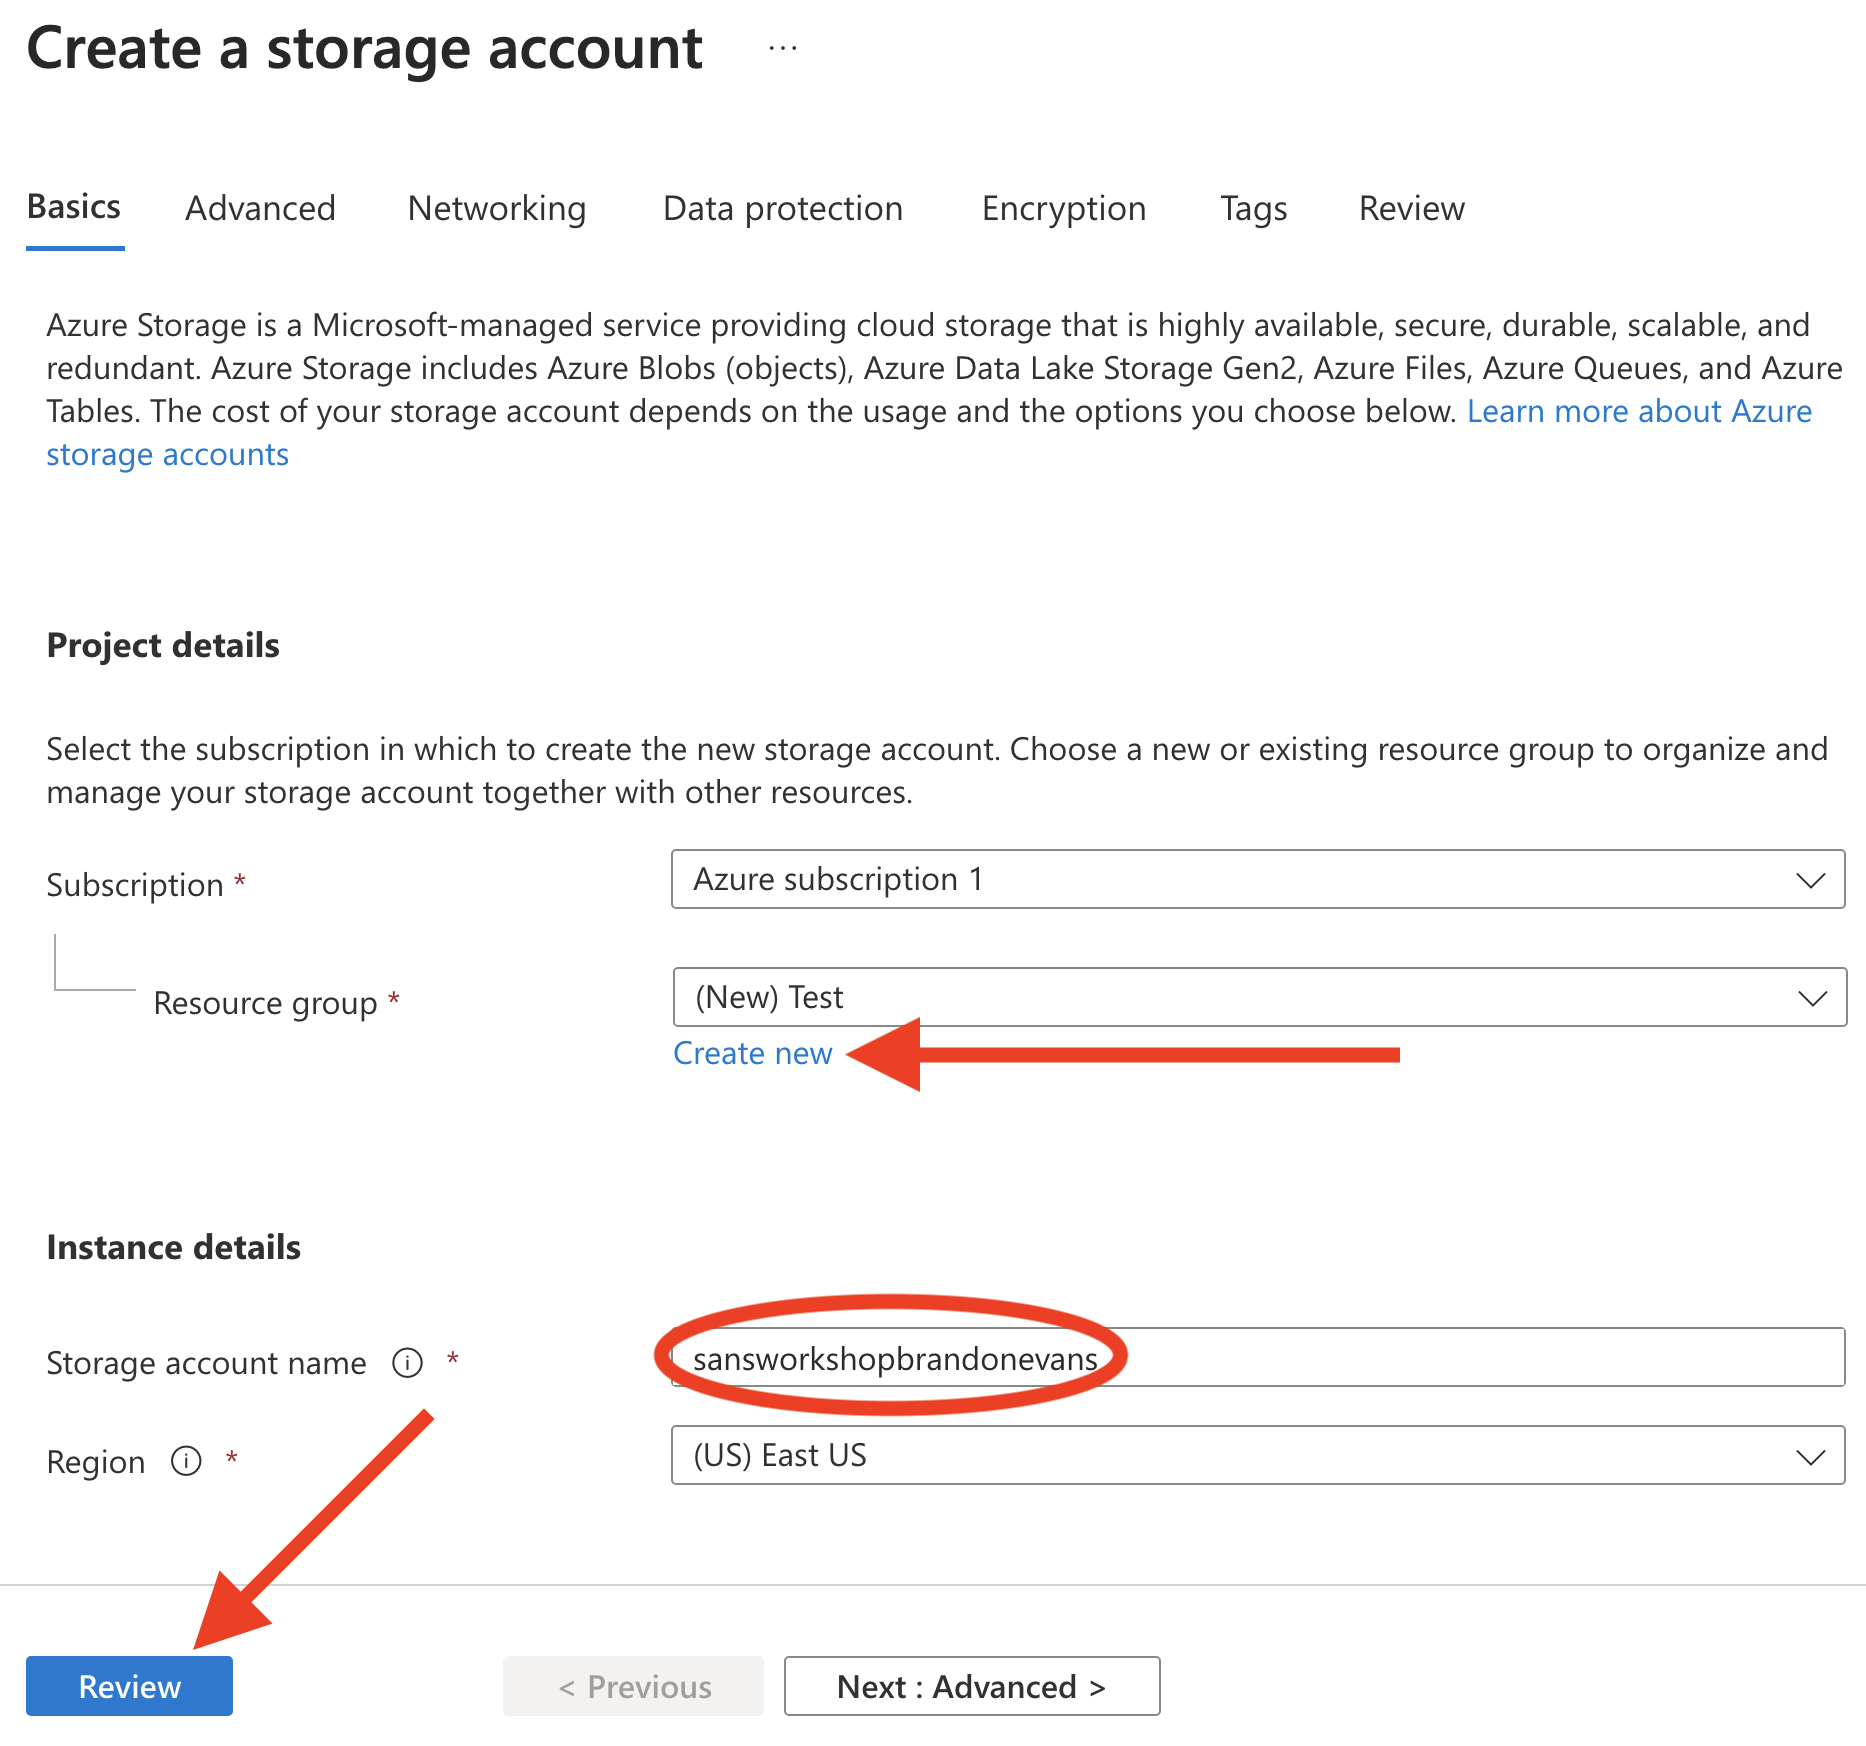 Create a storage account ...
Basics Advanced Networking Data protection Encryption Tags Review
Azure Storage is a Microsoft-managed service providing cloud storage that is highly available, secure, durable, scalable, and
redundant. Azure Storage includes Azure Blobs (objects), Azure Data Lake Storage Gen2, Azure Files, Azure Queues, and Azure
Tables. The cost of your storage account depends on the usage and the options you choose below. Learn more about Azure
storage accounts
Project details
Select the subscription in which to create the new storage account. Choose a new or existing resource group to organize and
manage your storage account together with other resources.
Subscription * Azure subscription 1
Resource group * (New) Test
Create new
Instance details
Storage account name i * sansworkshopbrandonevans
Region i * (US) East US
Review < Previous Next : Advanced >